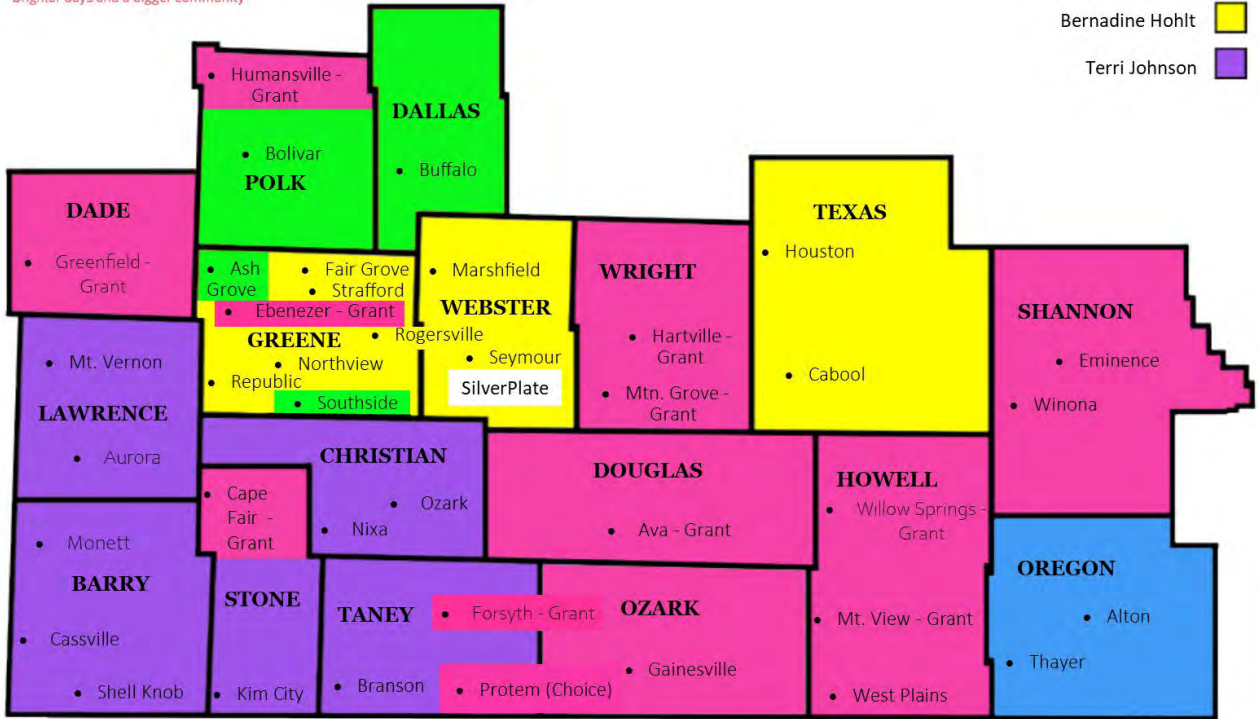 brighter days and a bigger community
Bernadine Hohlt
Terri Johnson
• Humansville -
Grant
DALLAS
• Bolivar
• Buffalo
POLK
DADE
• Greenfield -
Grant
TEXAS
• Houston
• Cabool
• Ash
Grove
• Fair Grove
• Strafford
• Ebenezer - Grant
GREENE
• Rogersville
• Northview
• Republic
• Southside
• Marshfield
WEBSTER
• Seymour
SilverPlate
WRIGHT
• Hartville -
Grant
• Mtn. Grove -
Grant
SHANNON
• Eminence
• Winona
• Mt. Vernon
LAWRENCE
• Aurora
CHRISTIAN
• Ozark
• Nixa
• Cape
Fair -
Grant
DOUGLAS
• Ava - Grant
HOWELL
• Willow Springs -
Grant
• Mt. View - Grant
• West Plains
• Monett
BARRY
• Cassville
• Shell Knob
STONE
• Kim City
TANEY
• Forsyth - Grant
• Branson
• Protem (Choice)
OZARK
• Gainesville
OREGON
• Alton
• Thayer